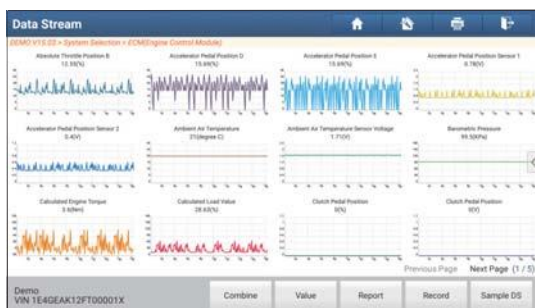 Data Stream
DEMO V15.03 > System Selection > ECM(Engine Control Module)
Absolute Throttle Position B
12.55(%)
Accelerator Pedal Position D
15.69(%)
Accelerator Pedal Position E
15.69(%)
Accelerator Pedal Position Sensor 1
0.78(V)
Accelerator Pedal Position Sensor 2
0.4(V)
Ambient Air Temperature
21(degree C)
Ambient Air Temperature Sensor Voltage
1.71(V)
Barometric Pressure
99.50(KPa)
Calculated Engine Torque
3.6(Nm)
Calculated Load Value
28.63(%)
Clutch Pedal Position
0(%)
Clutch Pedal Position
0(V)
Previous Page Next Page (1 / 5)
Demo
VIN 1E4GEAK12FT00001X
Combine Value Report Record Sample DS